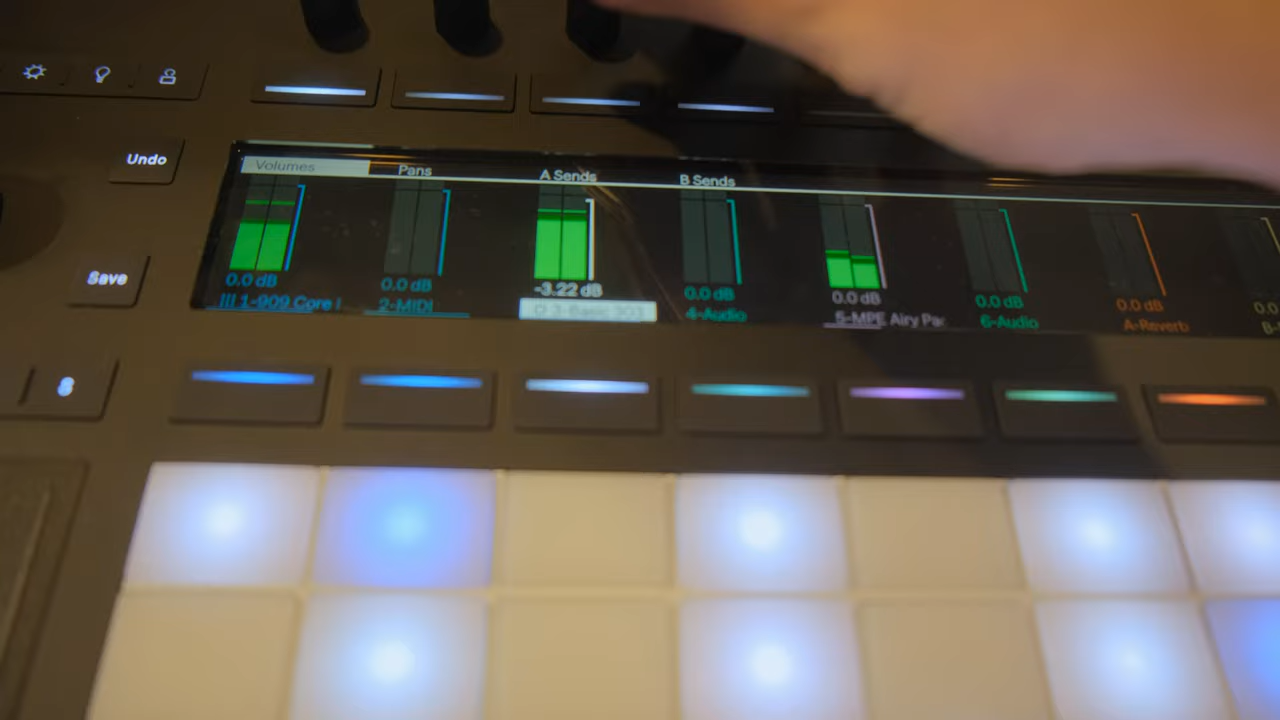 Undo
Volumes Pans A Sends B Sends
0.0 dB 0.0 dB -3.22 dB 0.0 dB 0.0 dB 0.0 dB 0.0 dB 0.0
1-909 Core 2-MIDI 4-Audio 5-MPE Airy 6-Audio A-Reverb
Save